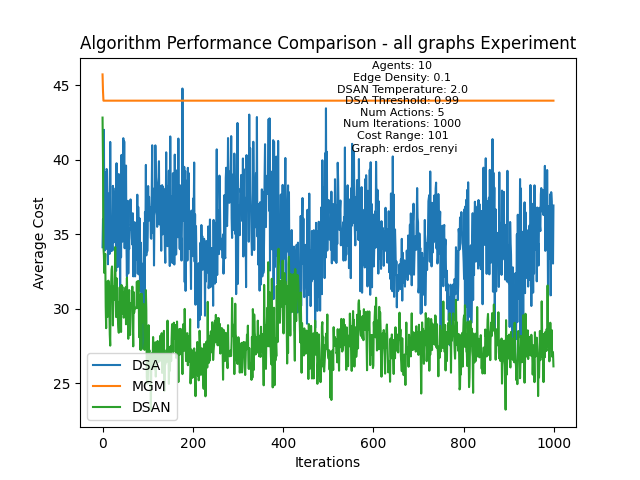 Algorithm Performance Comparison - all graphs Experiment
Agents: 10
Edge Density: 0.1
DSAN Temperature: 2.0
DSA Threshold: 0.99
Num Actions: 5
Num Iterations: 1000
Cost Range: 101
Graph: erdos_renyi
45
40
35
30
25
Average Cost
DSA
MGM
DSAN
0
200
400
600
800
1000
Iterations